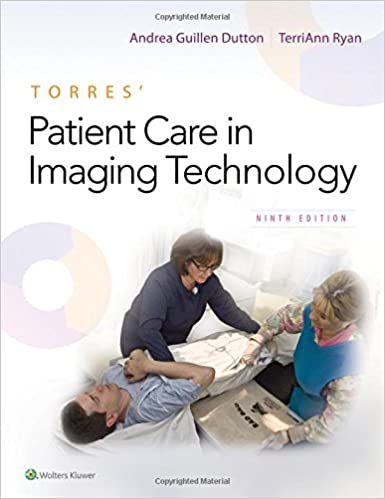 Copyrighted Material
Andrea Guillen Dutton | TerriAnn Ryan
TORRES’
Patient Care in
Imaging Technology
NINTH EDITION
Wolters Kluwer
Copyrighted Material